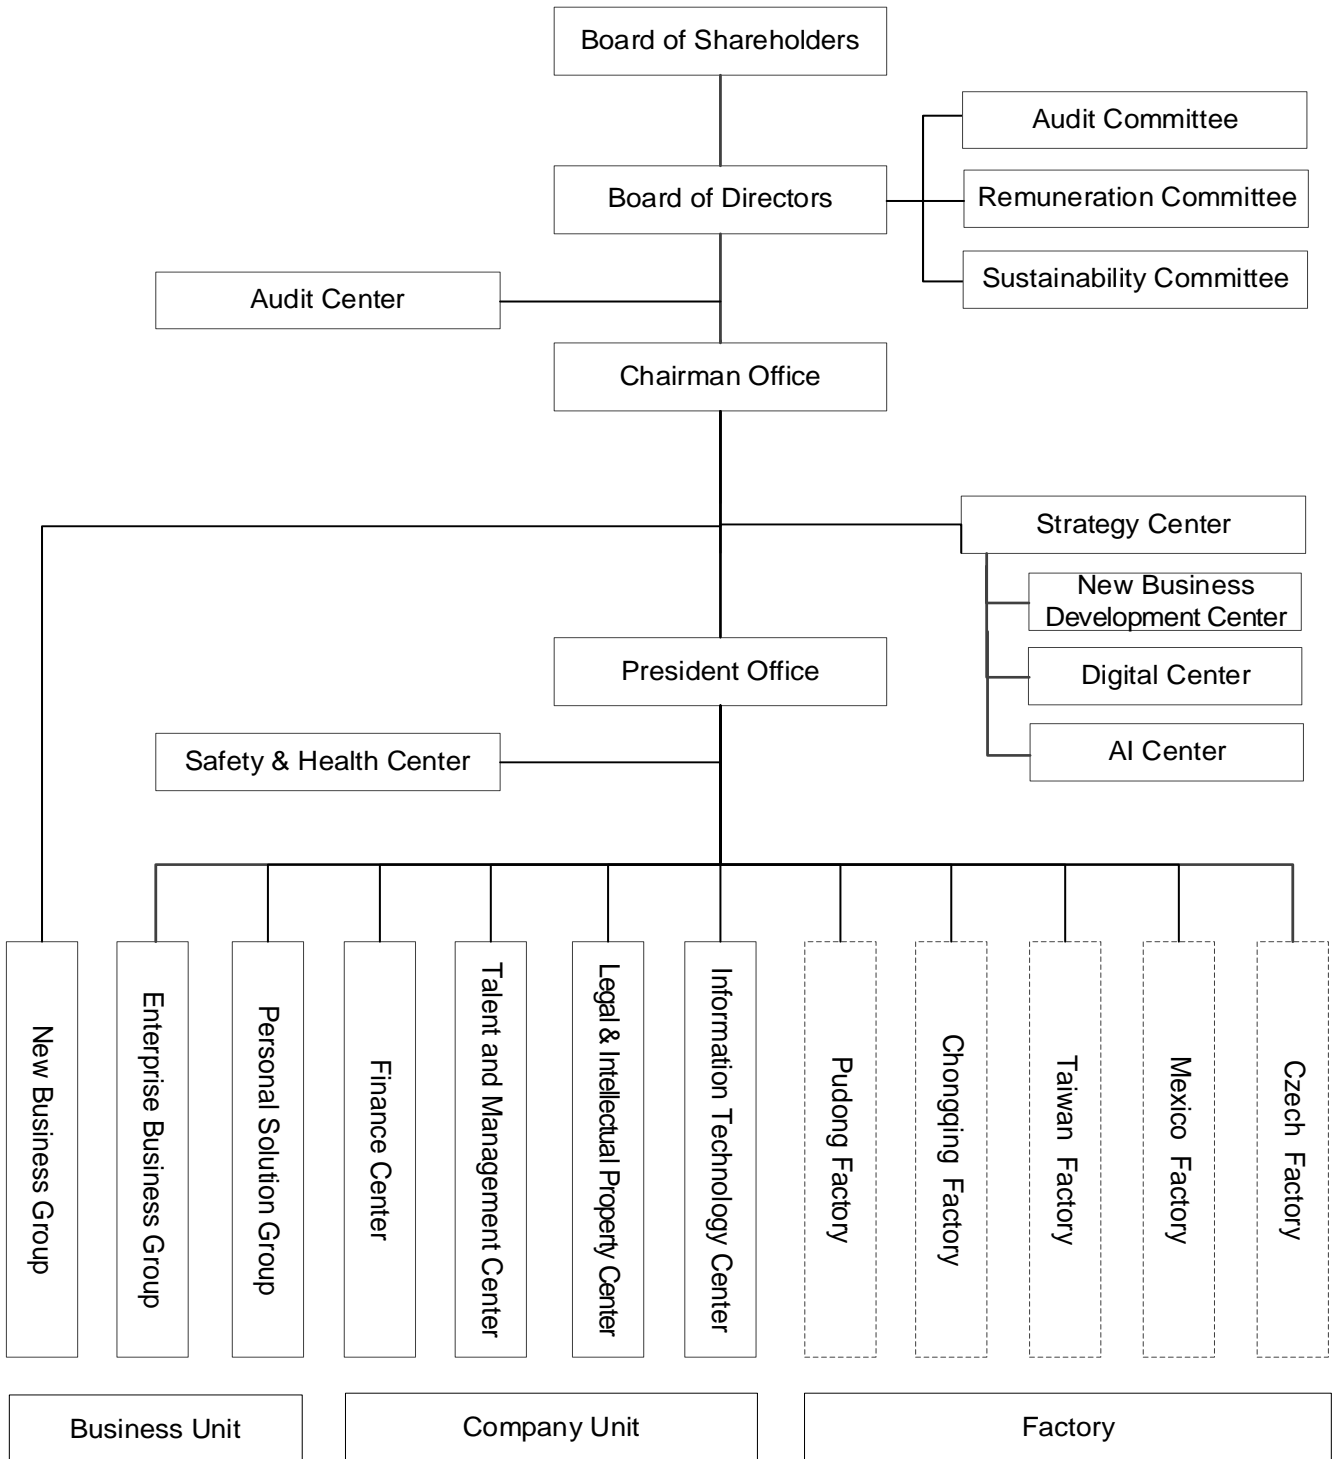 Board of Shareholders
Audit Committee
Board of Directors
Remuneration Committee
Sustainability Committee
Audit Center
Chairman Office
Strategy Center
New Business
Development Center
President Office
Digital Center
Safety & Health Center
AI Center
New Business Group
Enterprise Business Group
Personal Solution Group
Finance Center
Talent and Management Center
Legal & Intellectual Property Center
Information Technology Center
Pudong Factory
Chongqing Factory
Taiwan Factory
Mexico Factory
Czech Factory
Business Unit
Company Unit
Factory